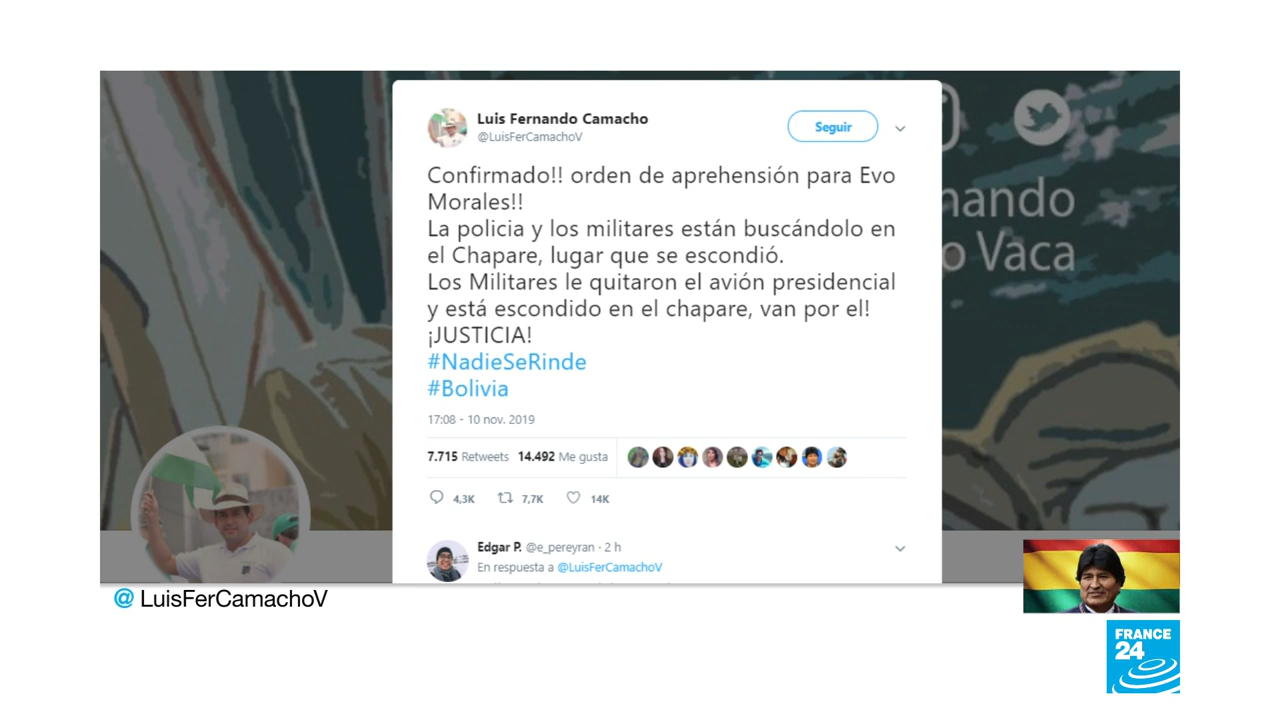 Luis Fernando Camacho
@LuisFerCamachoV
Seguir
Confirmado!! orden de aprehensión para Evo
Morales!!
La policia y los militares están buscándolo en
el Chapare, lugar que se escondió.
Los Militares le quitaron el avión presidencial
y está escondido en el chapare, van por el!
¡JUSTICIA!
#NadieSeRinde
#Bolivia
17:08 - 10 nov. 2019
7.715 Retweets 14.492 Me gusta
4,3K 7,7K 14K
Edgar P. @e_pereyran · 2 h
En respuesta a @LuisFerCamachoV
nando
o Vaca
@ LuisFerCamachoV
FRANCE
24